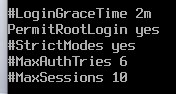 #LoginGraceTime 2m
PermitRootLogin yes
#StrictModes yes
#MaxAuthTries 6
#MaxSessions 10